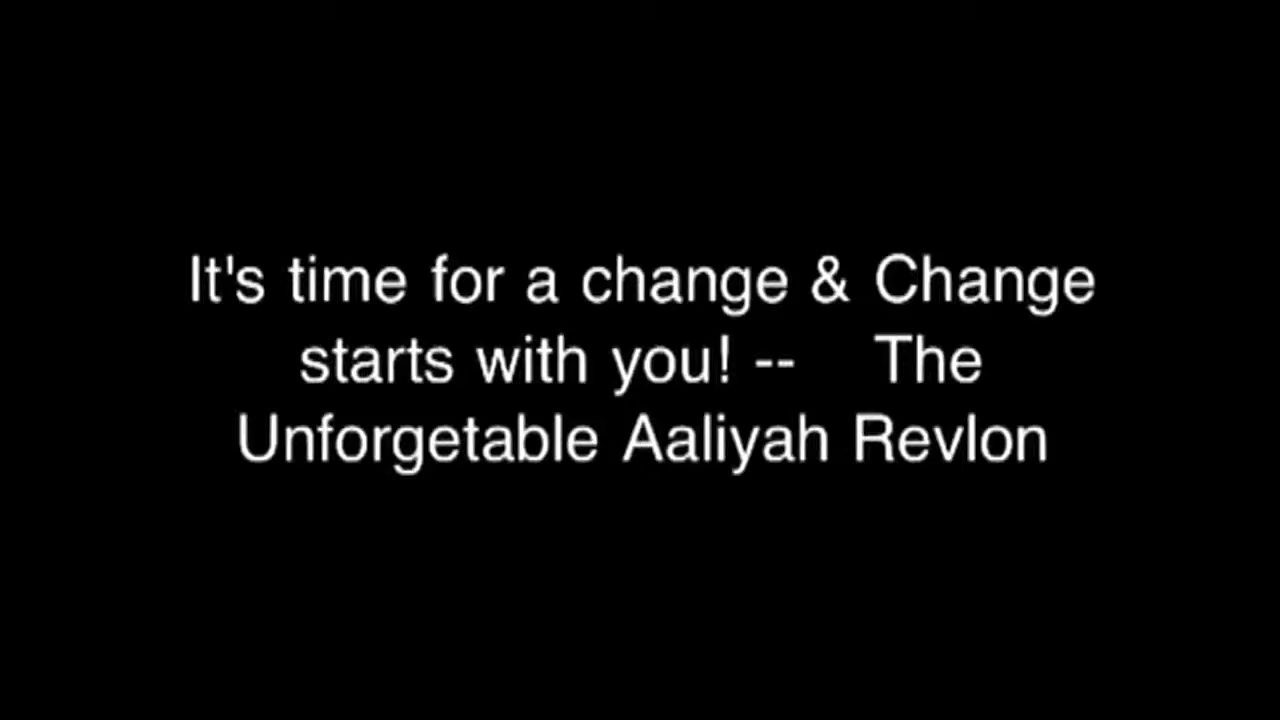 It's time for a change & Change
starts with you! -- The
Unforgetable Aaliyah Revlon